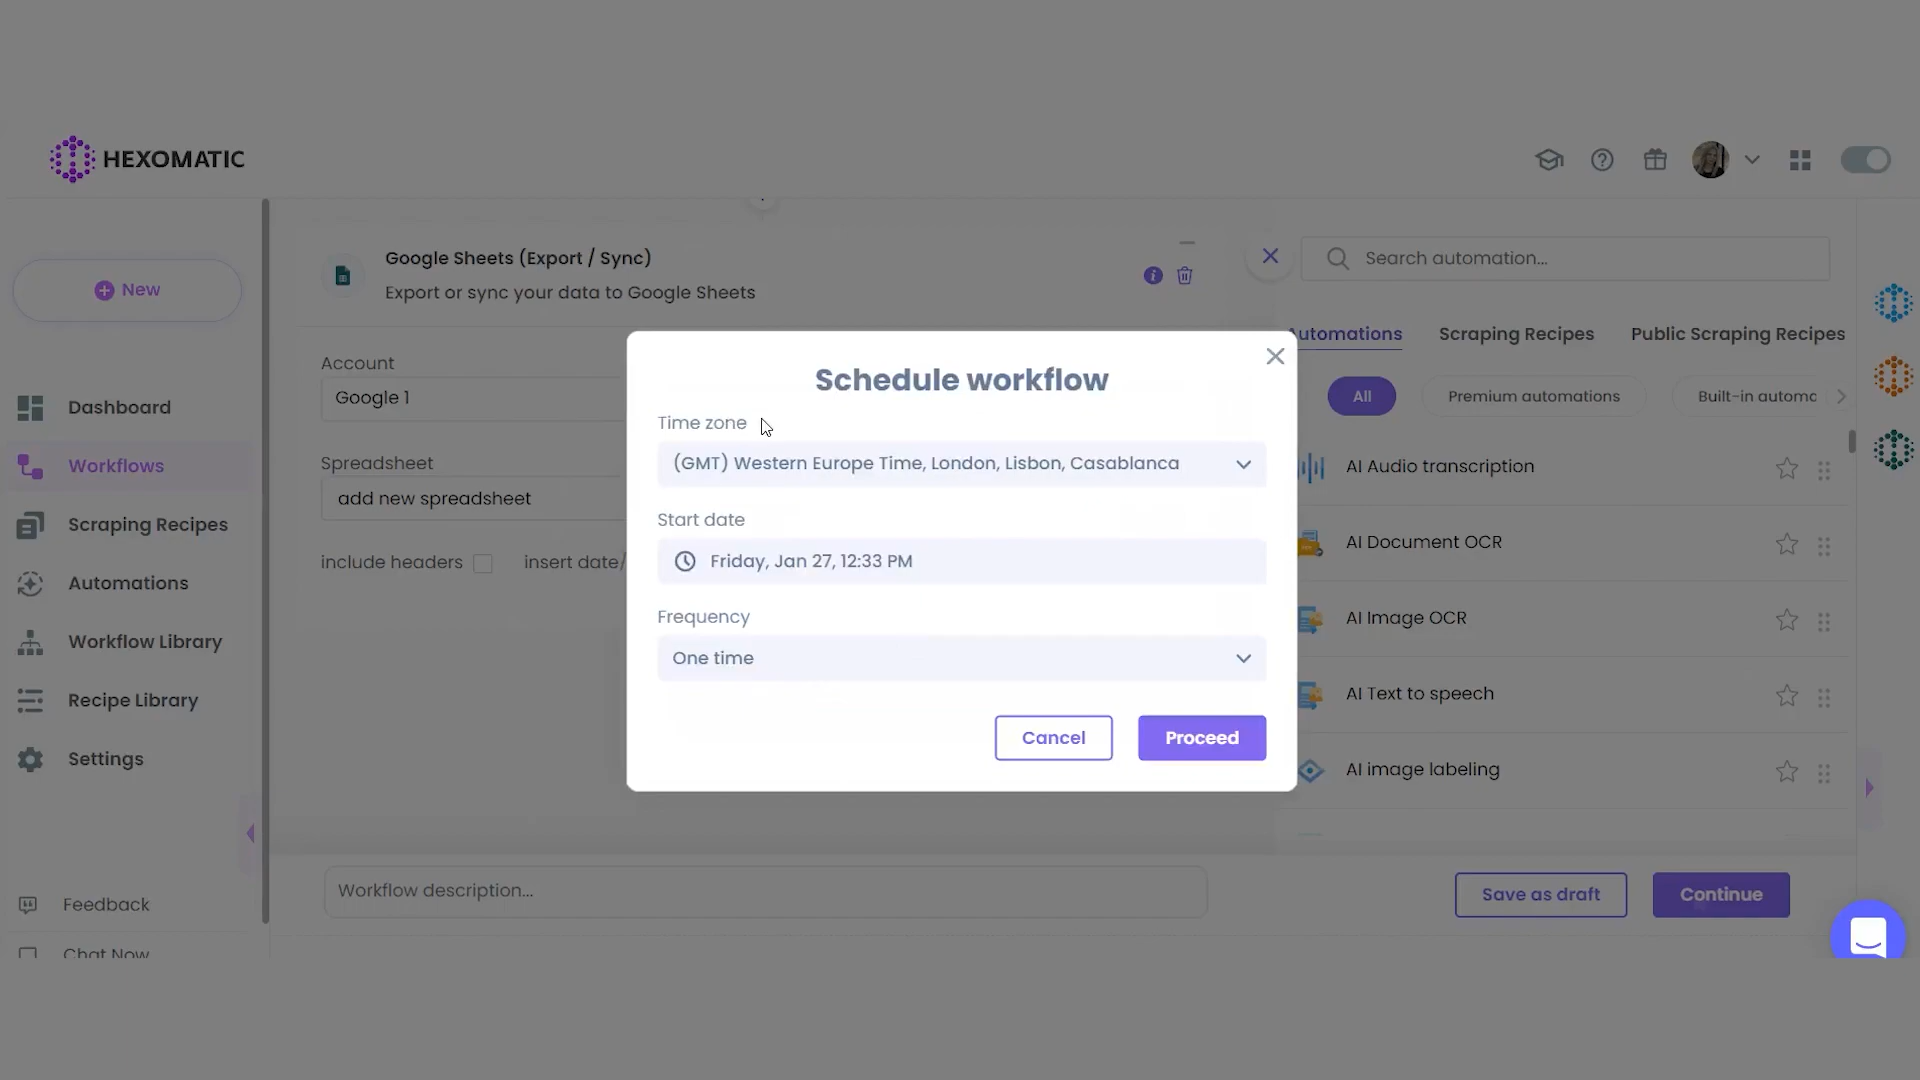 HEXOMATIC
New
Dashboard
Workflows
Scraping Recipes
Automations
Workflow Library
Recipe Library
Settings
Feedback
Chat Now
Google Sheets (Export / Sync)
Export or sync your data to Google Sheets
Account
Google 1
Spreadsheet
add new spreadsheet
include headers insert date/
Schedule workflow
Time zone
(GMT) Western Europe Time, London, Lisbon, Casablanca
Start date
Friday, Jan 27, 12:33 PM
Frequency
One time
Cancel Proceed
Search automation...
Automations Scraping Recipes Public Scraping Recipes
All Premium automations Built-in automc
AI Audio transcription
AI Document OCR
AI Image OCR
AI Text to speech
AI image labeling
Workflow description...
Save as draft Continue